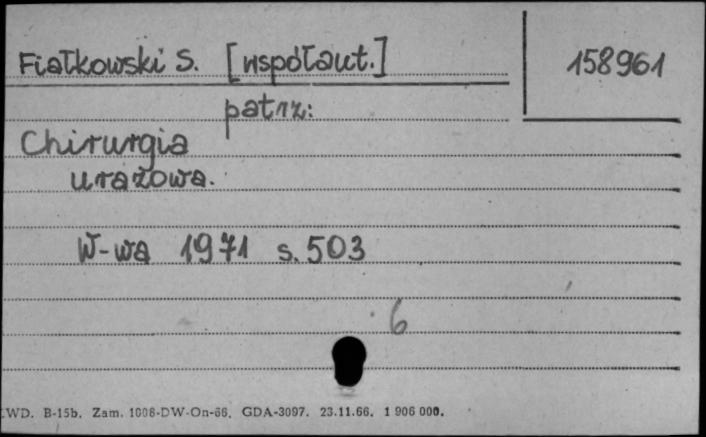 Fiałkowski S. [współaut.]
158961
patrz:
Chirurgia
urazowa.
W-wa 1971 s. 503
6
WD. B-15b. Zam. 1008-DW-On-66. GDA-3097. 23.11.66. 1 906 000.